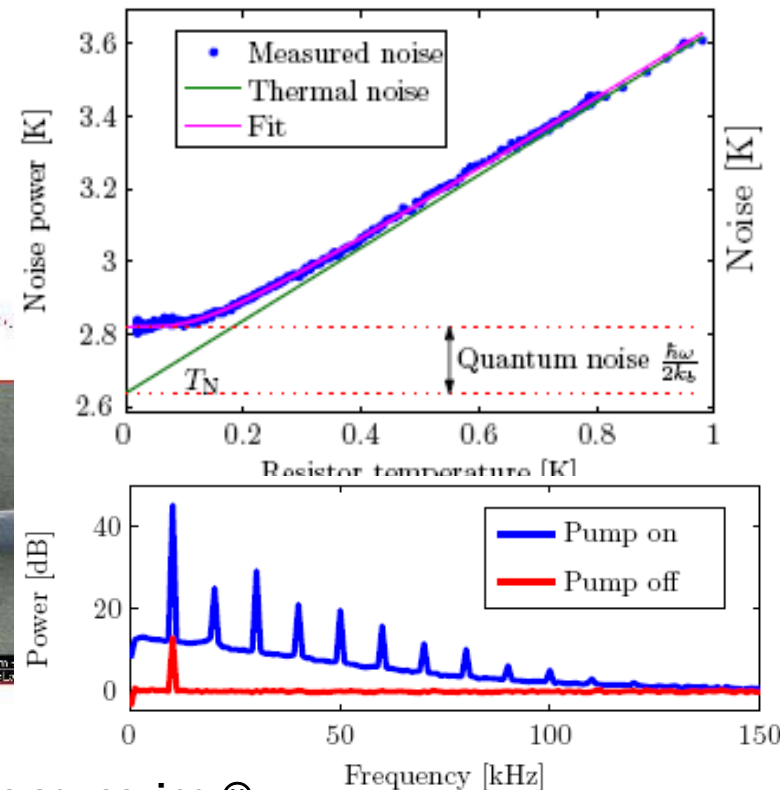 3.6
3.4
3.2
3
2.8
2.6
Noise power [K]
Measured noise
Thermal noise
Fit
Noise [K]
Quantum noise ℏω/2k_b
T_N
0 0.2 0.4 0.6 0.8 1
Resistor temperature [K]
40
20
0
Power [dB]
Pump on
Pump off
0 50 100 150
Frequency [kHz]